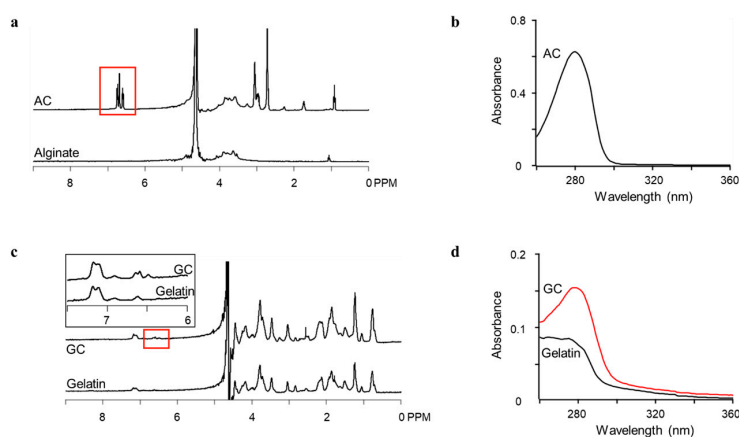 a
AC
Alginate
8 6 4 2 0 PPM
b
0.8
AC
0.4
0
280 320 360
Absorbance
Wavelength (nm)
c
GC
Gelatin
7 6
GC
Gelatin
8 6 4 2 0 PPM
d
0.2
GC
0.1
Gelatin
0
280 320 360
Absorbance
Wavelength (nm)